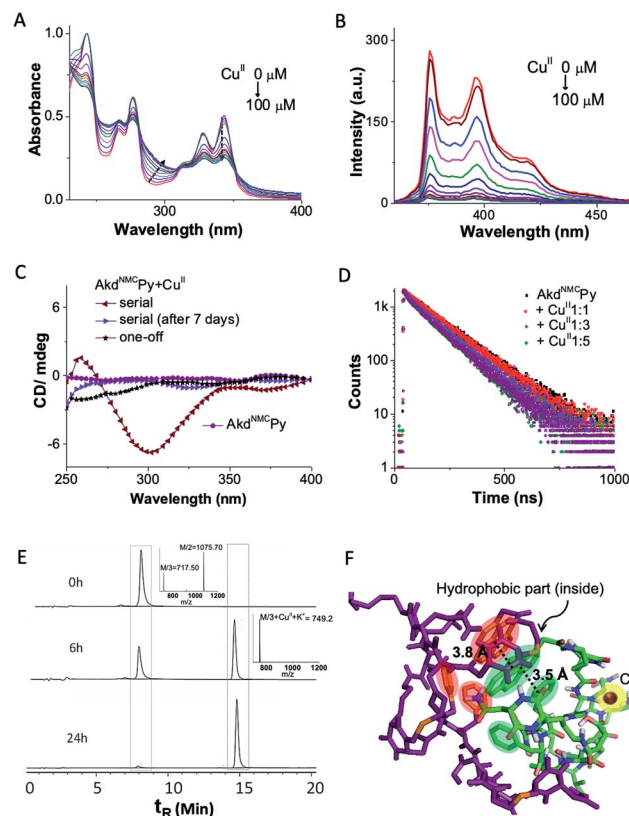 A
Absorbance
1.0
0.5
0.0
Cu^II 0 μM
100 μM
300
400
Wavelength (nm)
B
Intensity (a.u.)
300
225
150
75
0
Cu^II 0 μM
100 μM
400
450
Wavelength (nm)
C
CD/ mdeg
6
0
-6
Akd^NMC Py+Cu^II
serial
serial (after 7 days)
one-off
Akd^NMC Py
250
300
350
400
Wavelength (nm)
D
Counts
1k
100
10
1
Akd^NMC Py
+ Cu^II 1:1
+ Cu^II 1:3
+ Cu^II 1:5
0
500
1000
Time (ns)
E
0h
6h
24h
M/2=1075.70
M/3=717.50
800 1000 1200
m/z
M/3+Cu^II+K^+= 749.2
800 1000 1200
m/z
0
5
10
15
20
t_R (Min)
F
Hydrophobic part (inside)
3.8 Å
3.5 Å
C